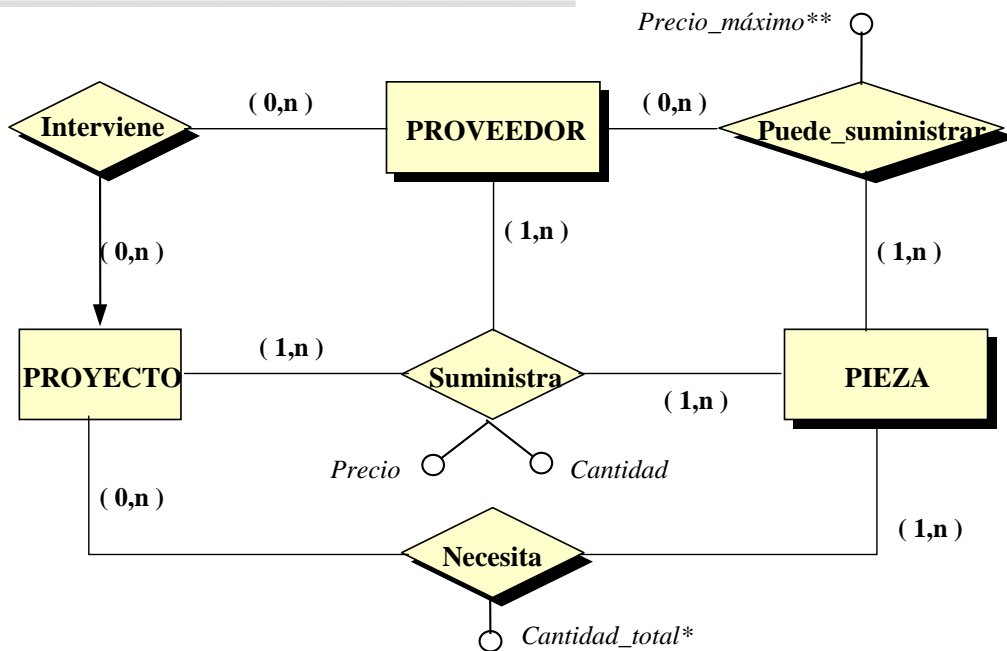 Precio_máximo**
( 0,n )
( 0,n )
Interviene
PROVEEDOR
Puede_suministrar
( 1,n )
( 0,n )
( 1,n )
( 1,n )
PROYECTO
Suministra
PIEZA
( 1,n )
Precio
Cantidad
( 0,n )
( 1,n )
Necesita
Cantidad_total*